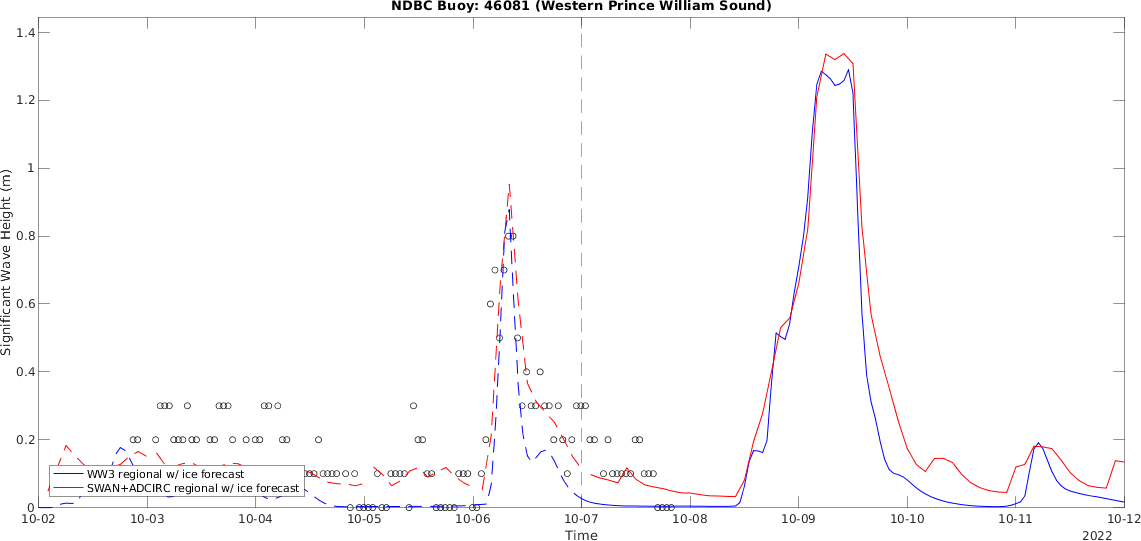 NDBC Buoy: 46081 (Western Prince William Sound)
1.4
1.2
1
0.8
0.6
0.4
0.2
0
Significant Wave Height (m)
WW3 regional w/ ice forecast
SWAN+ADCIRC regional w/ ice forecast
10-02 10-03 10-04 10-05 10-06 10-07 10-08 10-09 10-10 10-11 10-12
Time
2022